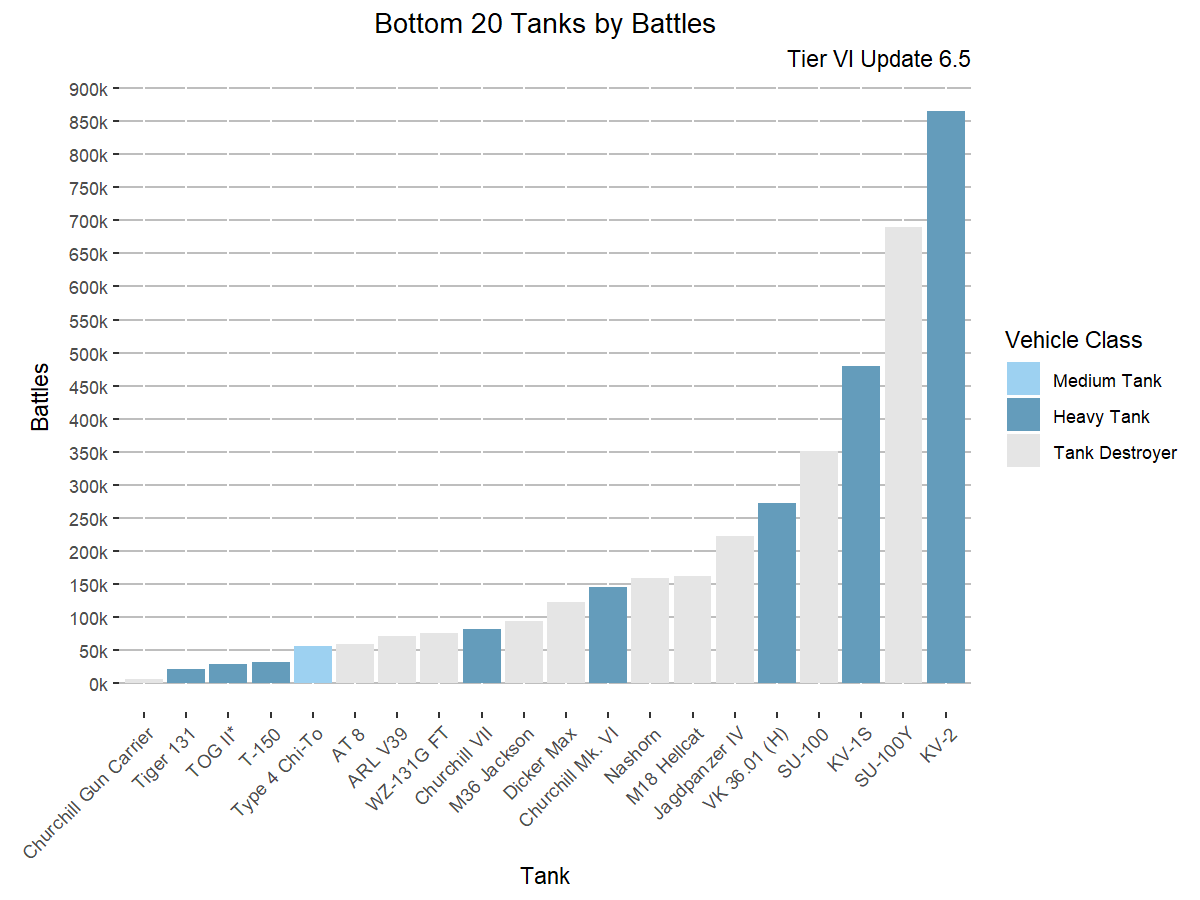 Bottom 20 Tanks by Battles
Tier VI Update 6.5
900k
850k
800k
750k
700k
650k
600k
550k
500k
450k
400k
350k
300k
250k
200k
150k
100k
50k
0k
Battles
Churchill Gun Carrier
Tiger 131
TOG II*
T-150
Type 4 Chi-To
AT 8
ARL V39
WZ-131G FT
Churchill VII
M36 Jackson
Dicker Max
Churchill Mk. VI
Nashorn
M18 Hellcat
Jagdpanzer IV
VK 36.01 (H)
SU-100
KV-1S
SU-100Y
KV-2
Tank
Vehicle Class
Medium Tank
Heavy Tank
Tank Destroyer